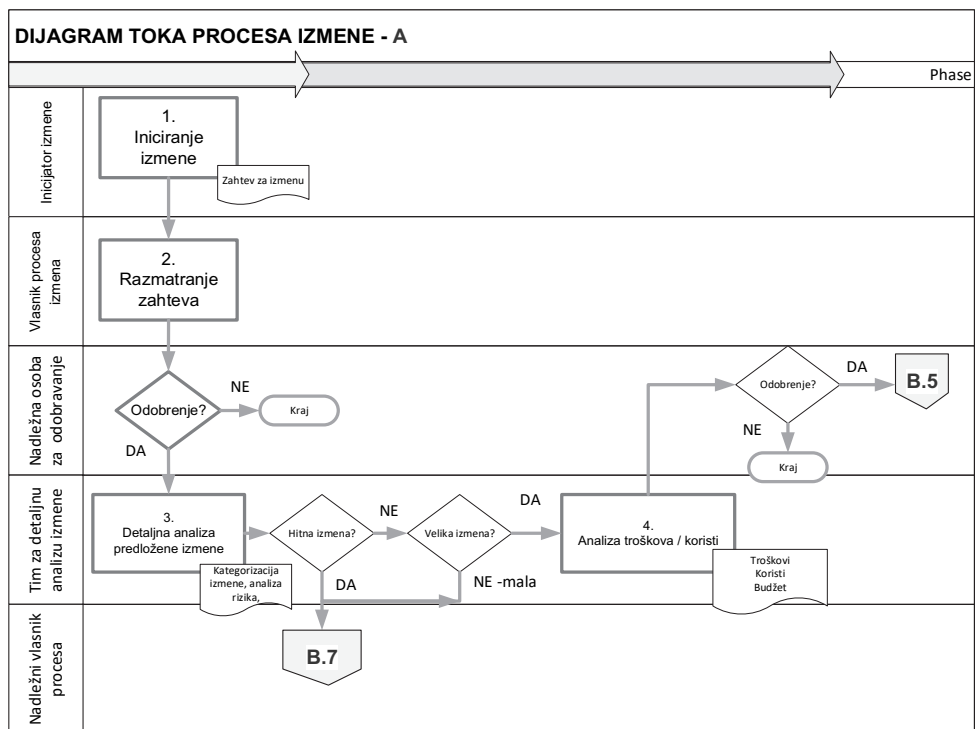 DIJAGRAM TOKA PROCESA IZMENE - A
Phase
Inicijator izmene
1.
Iniciranje
izmene
Zahtev za izmenu
Vlasnik procesa
izmena
2.
Razmatranje
zahteva
Nadležna osoba
za odobravanje
Odobrenje?
NE
Kraj
DA
Odobrenje?
DA
B.5
NE
Kraj
Tim za detaljnu
analizu izmene
3.
Detaljna analiza
predložene izmene
Kategorizacija
izmene, analiza
rizika,
Hitna izmena?
NE
DA
Velika izmena?
DA
NE -mala
4.
Analiza troškova / koristi
Troškovi
Koristi
Budžet
Nadležni vlasnik
procesa
B.7